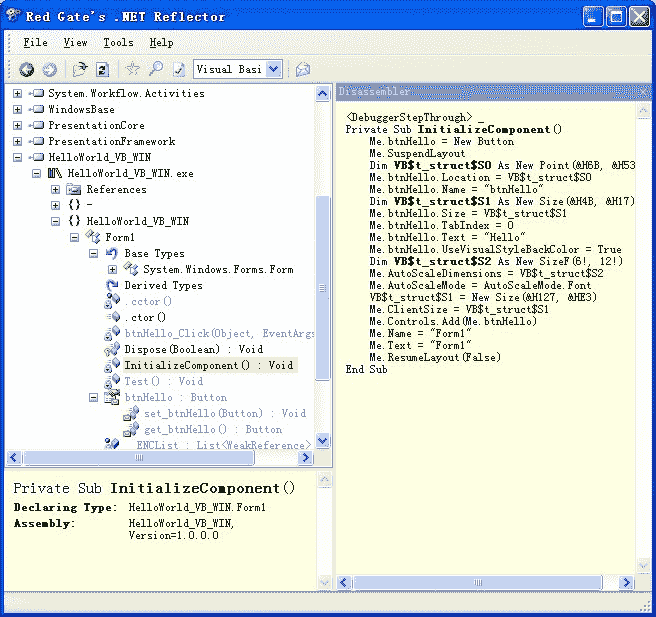 Red Gate's .NET Reflector
File View Tools Help
Visual Basi
System.Workflow.Activities
WindowsBase
PresentationCore
PresentationFramework
HelloWorld_VB_WIN
HelloWorld_VB_WIN.exe
References
{} -
{} HelloWorld_VB_WIN
Form1
Base Types
System.Windows.Forms.Form
Derived Types
.cctor()
.ctor()
btnHello_Click(Object, EventArgs
Dispose(Boolean) : Void
InitializeComponent() : Void
Test() : Void
btnHello : Button
set_btnHello(Button) : Void
get_btnHello() : Button
__ENCList : List<WeakReference>
Private Sub InitializeComponent()
Declaring Type: HelloWorld_VB_WIN.Form1
Assembly: HelloWorld_VB_WIN,
Version=1.0.0.0
Disassembler
<DebuggerStepThrough> _
Private Sub InitializeComponent()
Me.btnHello = New Button
Me.SuspendLayout
Dim VB$t_struct$S0 As New Point(&H6B, &H53
Me.btnHello.Location = VB$t_struct$S0
Me.btnHello.Name = "btnHello"
Dim VB$t_struct$S1 As New Size(&H4B, &H17)
Me.btnHello.Size = VB$t_struct$S1
Me.btnHello.TabIndex = 0
Me.btnHello.Text = "Hello"
Me.btnHello.UseVisualStyleBackColor = True
Dim VB$t_struct$S2 As New SizeF(6!, 12!)
Me.AutoScaleDimensions = VB$t_struct$S2
Me.AutoScaleMode = AutoScaleMode.Font
VB$t_struct$S1 = New Size(&H127, &HE3)
Me.ClientSize = VB$t_struct$S1
Me.Controls.Add(Me.btnHello)
Me.Name = "Form1"
Me.Text = "Form1"
Me.ResumeLayout(False)
End Sub